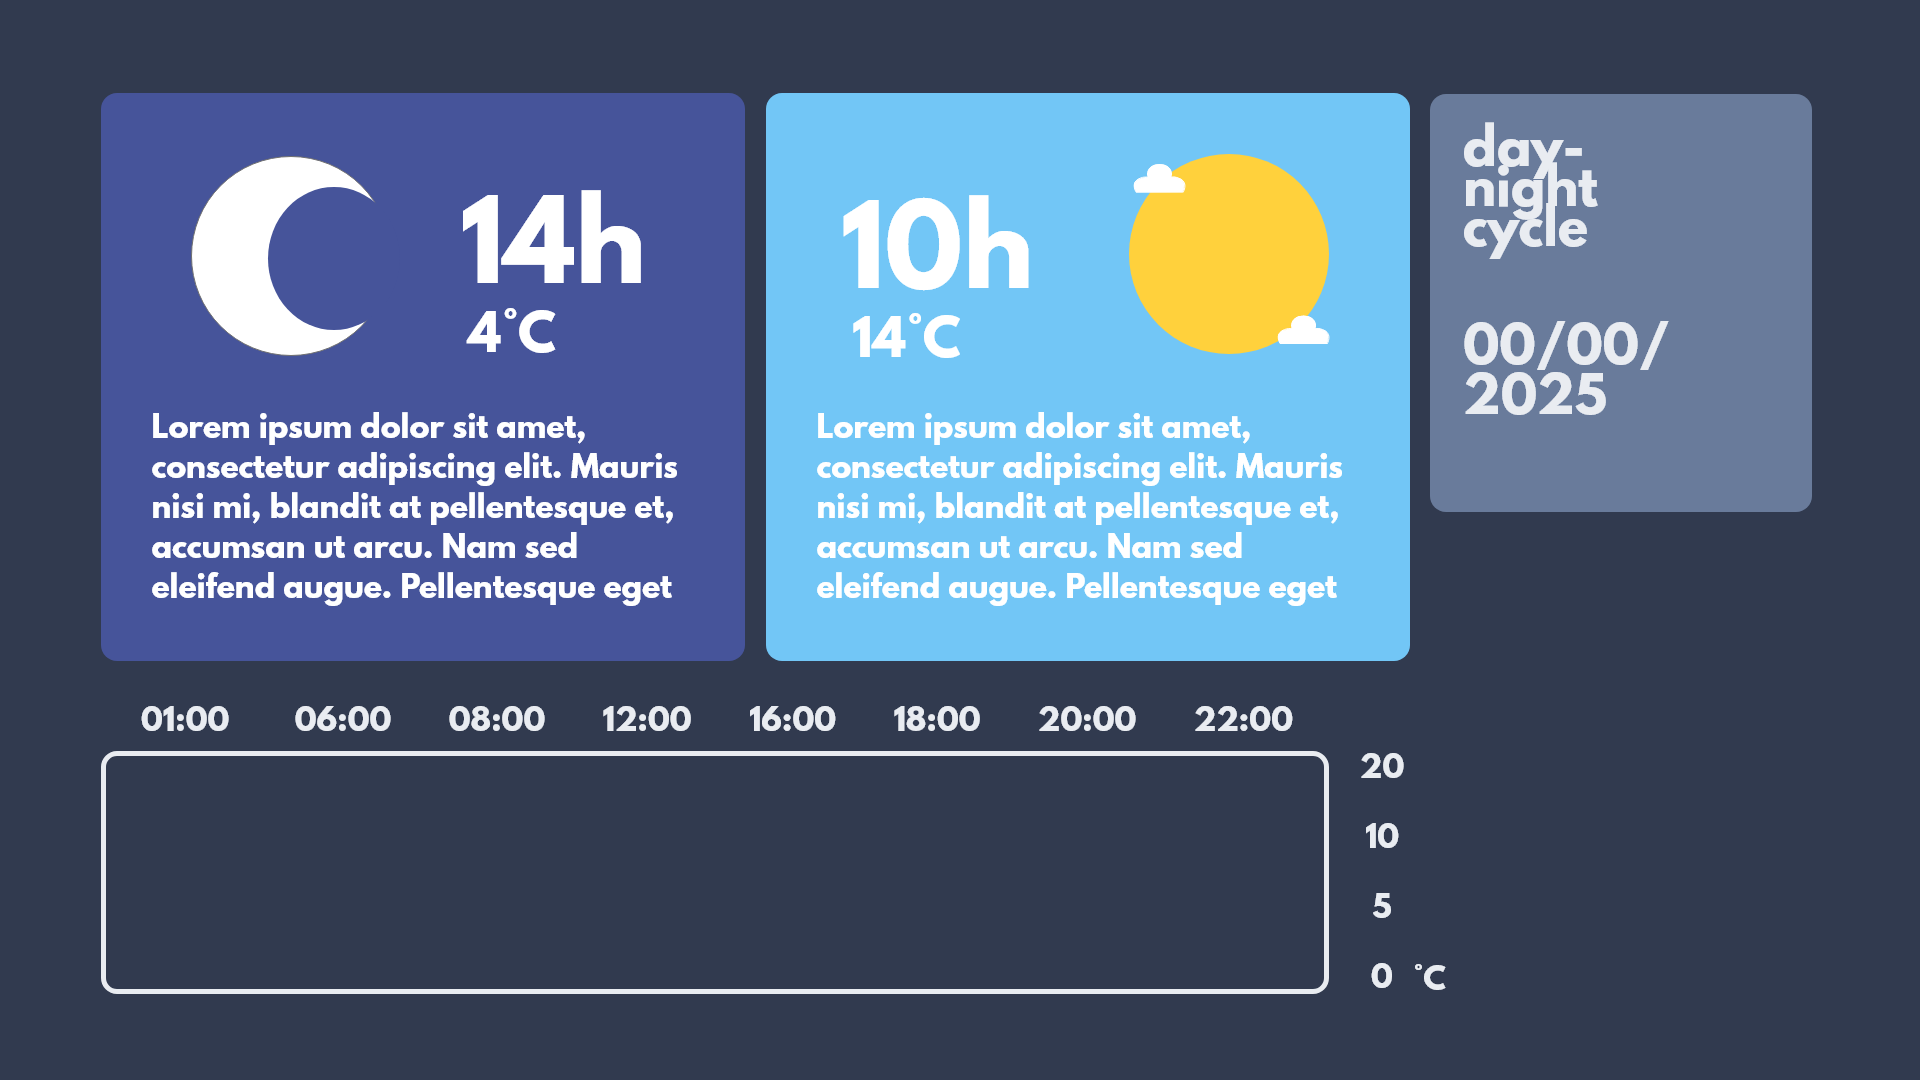 14h
4°C
Lorem ipsum dolor sit amet,
consectetur adipiscing elit. Mauris
nisi mi, blandit at pellentesque et,
accumsan ut arcu. Nam sed
eleifend augue. Pellentesque eget
10h
14°C
Lorem ipsum dolor sit amet,
consectetur adipiscing elit. Mauris
nisi mi, blandit at pellentesque et,
accumsan ut arcu. Nam sed
eleifend augue. Pellentesque eget
day-
night
cycle
00/00/
2025
01:00 06:00 08:00 12:00 16:00 18:00 20:00 22:00
20
10
5
0 °C